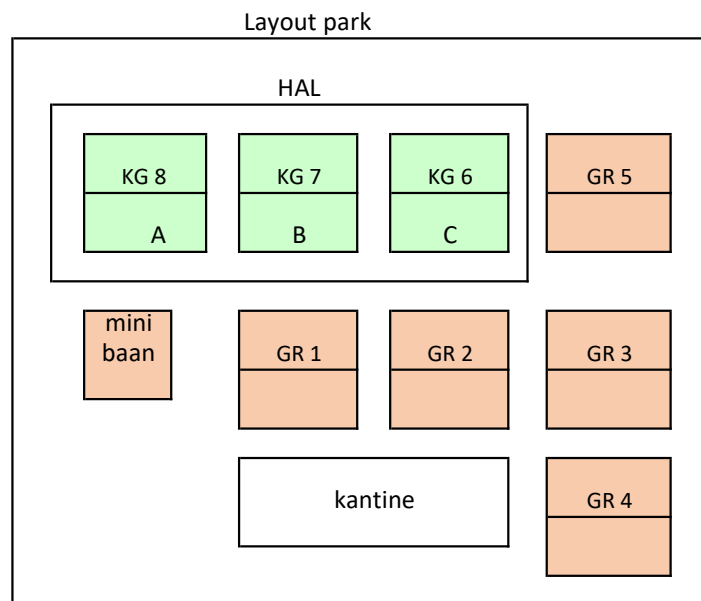 Layout park
HAL
KG 8
KG 7
KG 6
GR 5
A
B
C
mini
baan
GR 1
GR 2
GR 3
kantine
GR 4